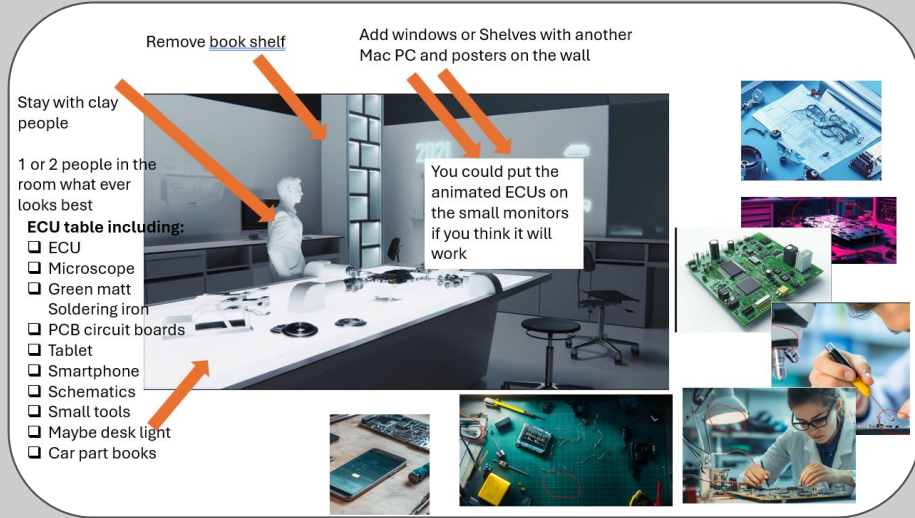 Remove book shelf
Add windows or Shelves with another
Mac PC and posters on the wall
Stay with clay
people
1 or 2 people in the
room what ever
looks best
2021
You could put the
animated ECUs on
the small monitors
if you think it will
work
ECU table including:
ECU
Microscope
Green matt
Soldering iron
PCB circuit boards
Tablet
Smartphone
Schematics
Small tools
Maybe desk light
Car part books